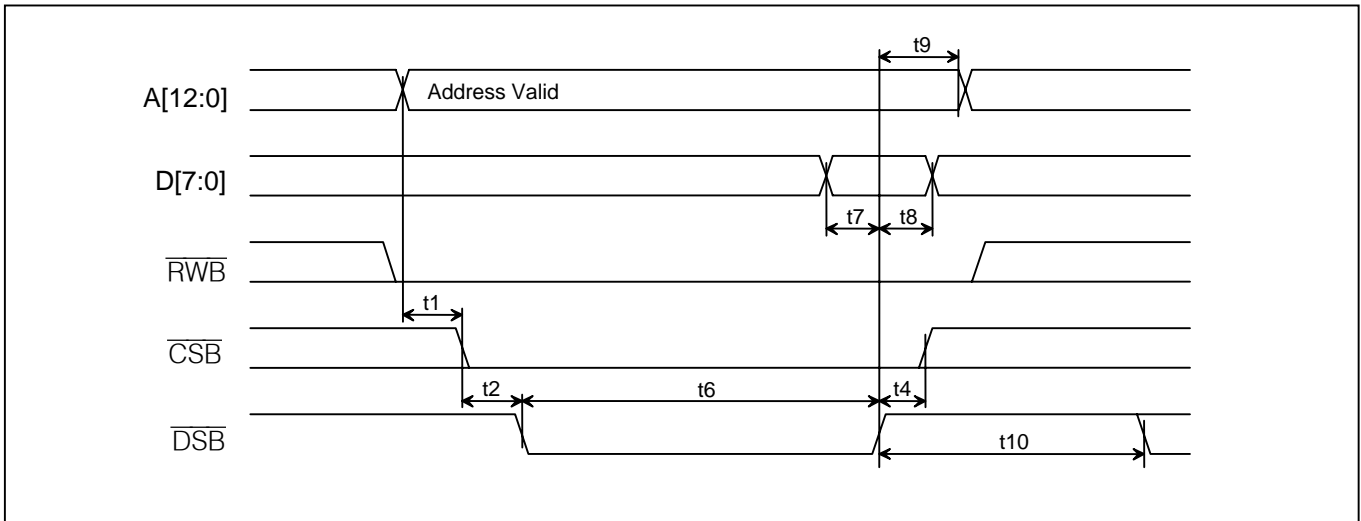 t9
A[12:0] Address Valid
D[7:0]
t7 t8
RWB
t1
CSB
t2 t6 t4
DSB
t10